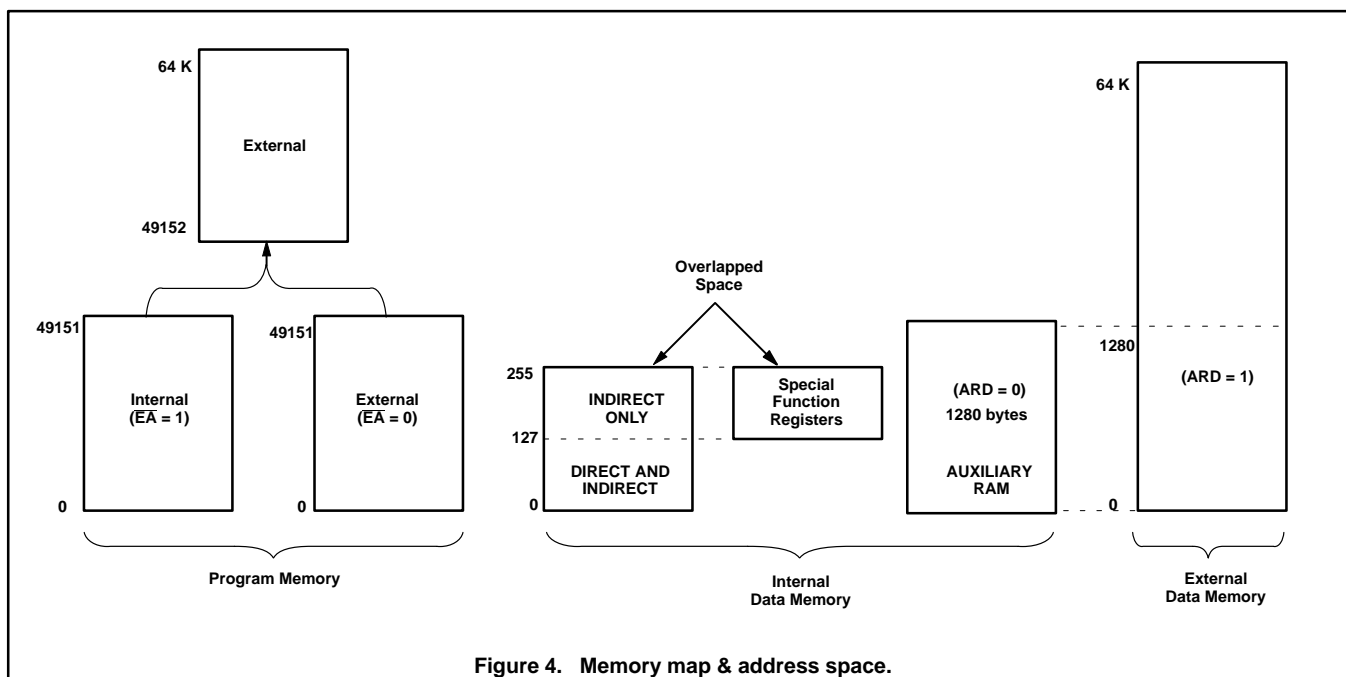 64 K
External
49152
49151
Internal
(E̅A̅ = 1)
0
49151
External
(E̅A̅ = 0)
0
Program Memory
Overlapped
Space
255
INDIRECT
ONLY
127
DIRECT AND
INDIRECT
0
Special
Function
Registers
(ARD = 0)
1280 bytes
AUXILIARY
RAM
Internal
Data Memory
64 K
1280
(ARD = 1)
0
External
Data Memory
Figure 4. Memory map & address space.